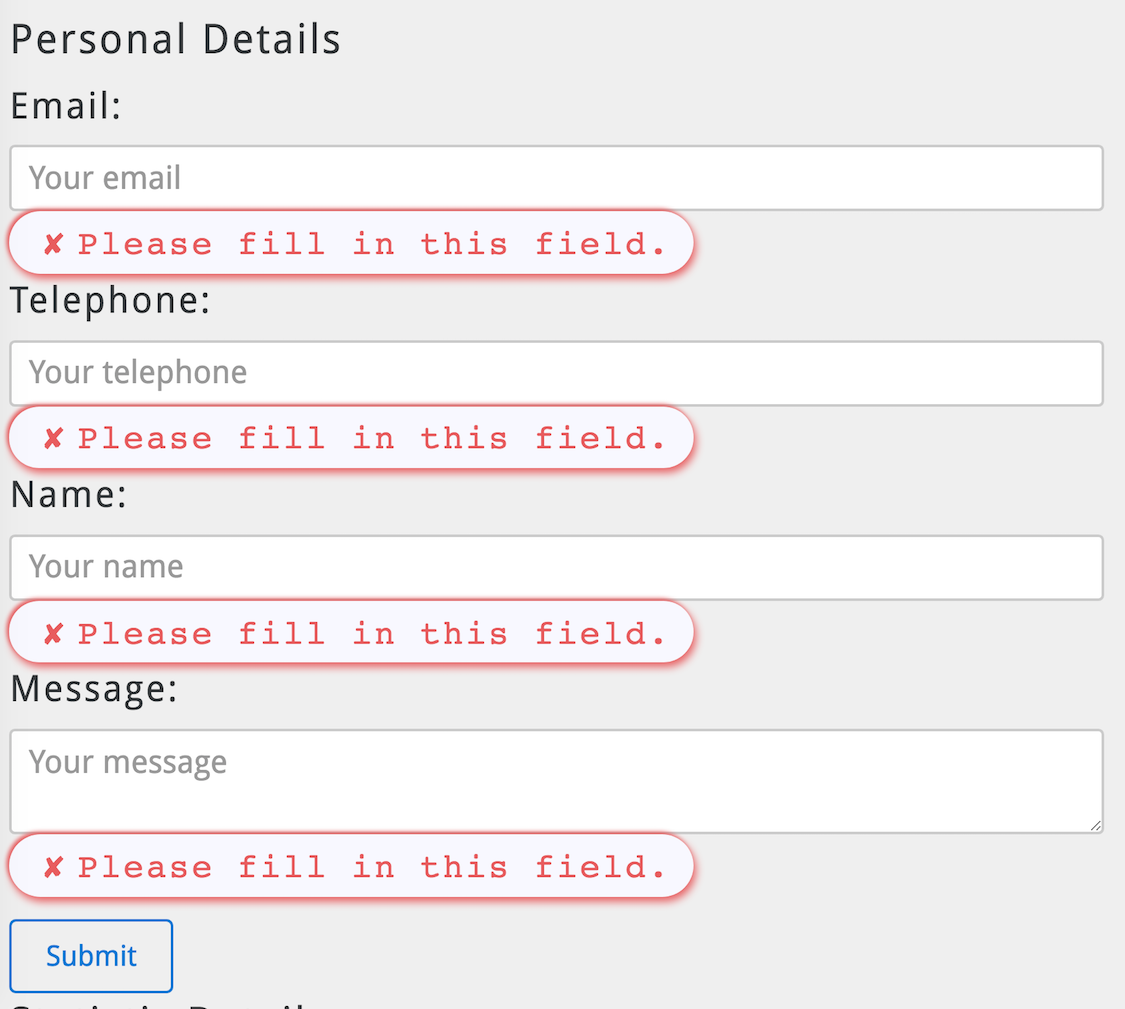 Personal Details
Email:
Your email
✘ Please fill in this field.
Telephone:
Your telephone
✘ Please fill in this field.
Name:
Your name
✘ Please fill in this field.
Message:
Your message
✘ Please fill in this field.
Submit